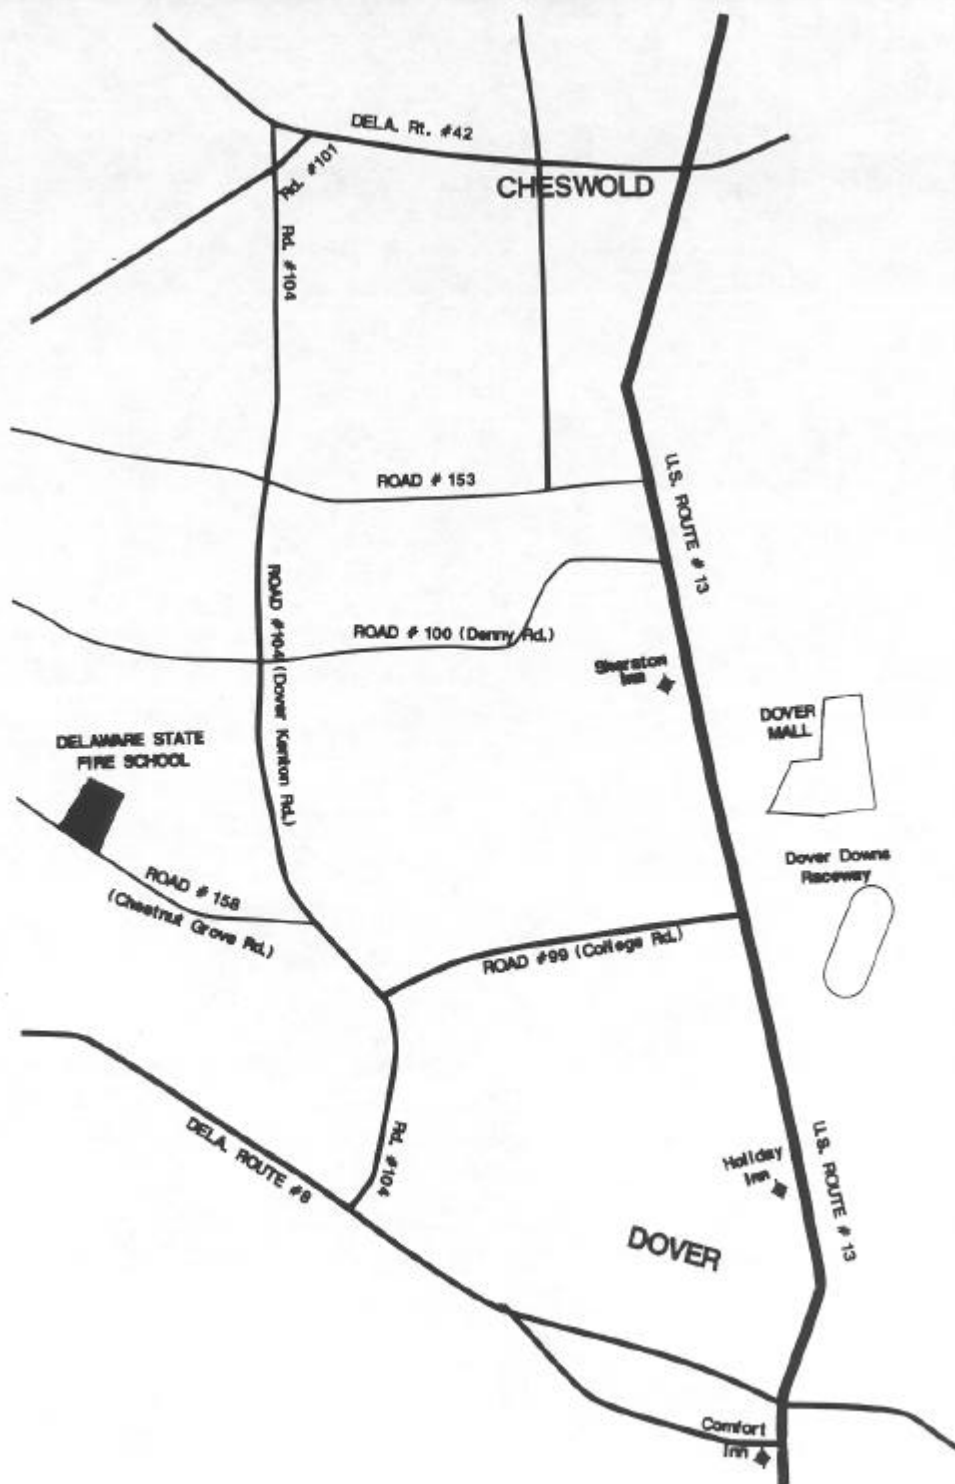 DELA. Rt. #42
Rd. #101
CHESWOLD
Rd. #104
ROAD # 153
U.S. ROUTE # 13
ROAD #104 (Dover Kenton Rd.)
ROAD # 100 (Denny Rd.)
Sheraton
Inn
DOVER
MALL
DELAWARE STATE
FIRE SCHOOL
Dover Downs
Raceway
ROAD # 158
(Chestnut Grove Rd.)
ROAD #99 (College Rd.)
Rd. #104
DELA. ROUTE #8
Holiday
Inn
U.S. ROUTE # 13
DOVER
Comfort
Inn